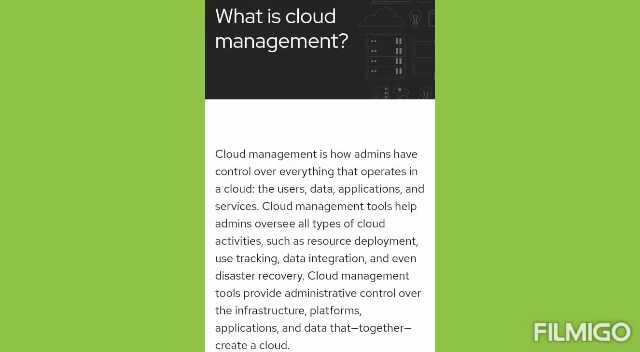 What is cloud
management?
Cloud management is how admins have
control over everything that operates in
a cloud: the users, data, applications, and
services. Cloud management tools help
admins oversee all types of cloud
activities, such as resource deployment,
use tracking, data integration, and even
disaster recovery. Cloud management
tools provide administrative control over
the infrastructure, platforms,
applications, and data that—together—
create a cloud.
FILMIGO